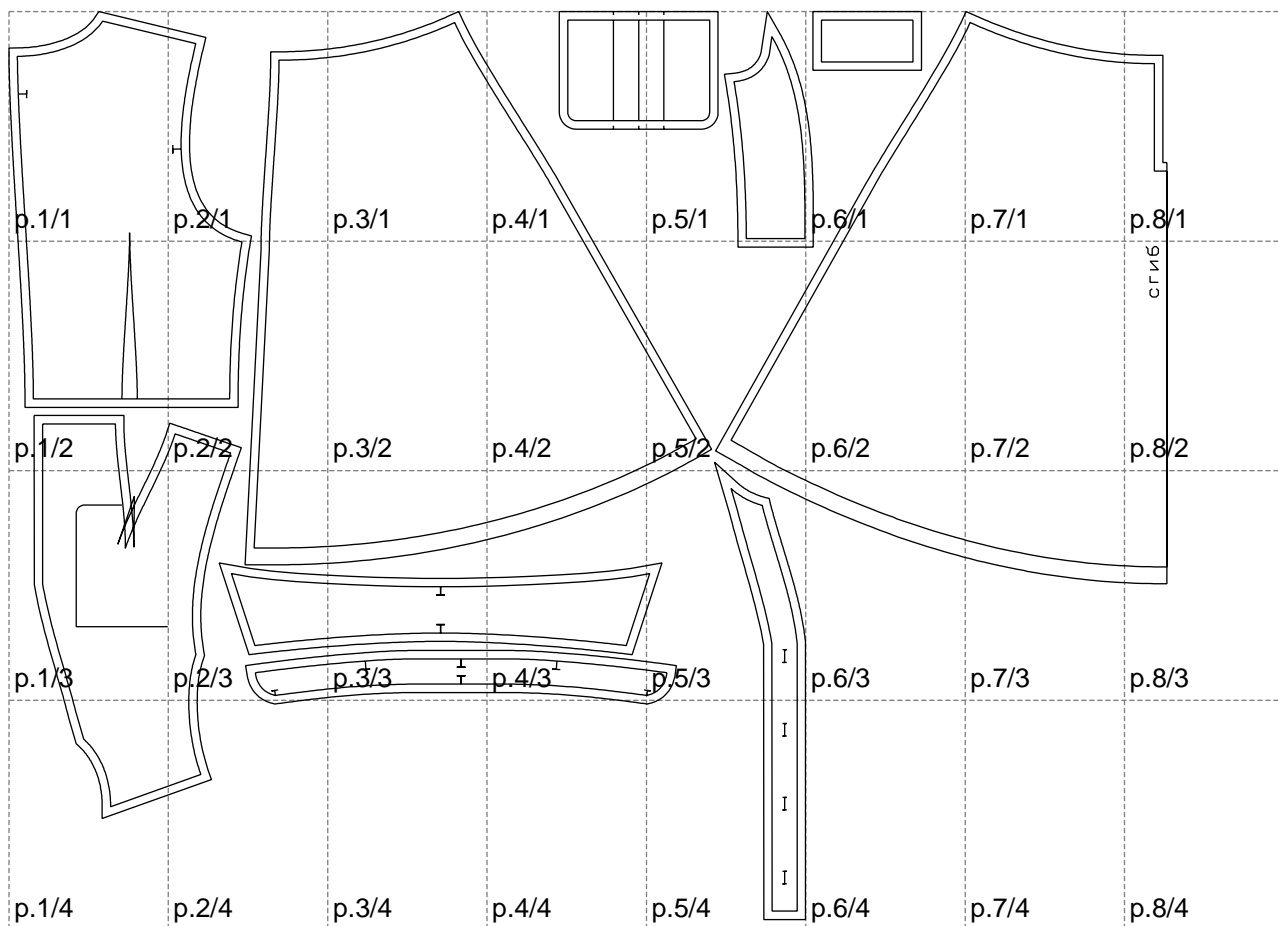 p.1/1 p.2/1 p.3/1 p.4/1 p.5/1 p.6/1 p.7/1 p.8/1
сгиб
p.1/2 p.2/2 p.3/2 p.4/2 p.5/2 p.6/2 p.7/2 p.8/2
p.1/3 p.2/3 p.3/3 p.4/3 p.5/3 p.6/3 p.7/3 p.8/3
p.1/4 p.2/4 p.3/4 p.4/4 p.5/4 p.6/4 p.7/4 p.8/4